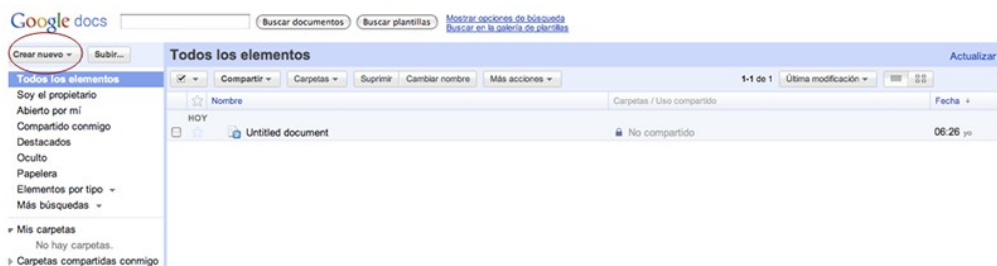 Google docs Buscar documentos Buscar plantillas Mostrar opciones de búsqueda
Buscar en la galería de plantillas
Crear nuevo Subir... Todos los elementos Actualizar
Todos los elementos Compartir Carpetas Suprimir Cambiar nombre Más acciones 1-1 de 1 Última modificación
Soy el propietario Nombre Carpetas / Uso compartido Fecha
Abierto por mí
Compartido conmigo HOY
Destacados Untitled document No compartido 06:26 yo
Oculto
Papelera
Elementos por tipo
Más búsquedas
Mis carpetas
No hay carpetas.
Carpetas compartidas conmigo